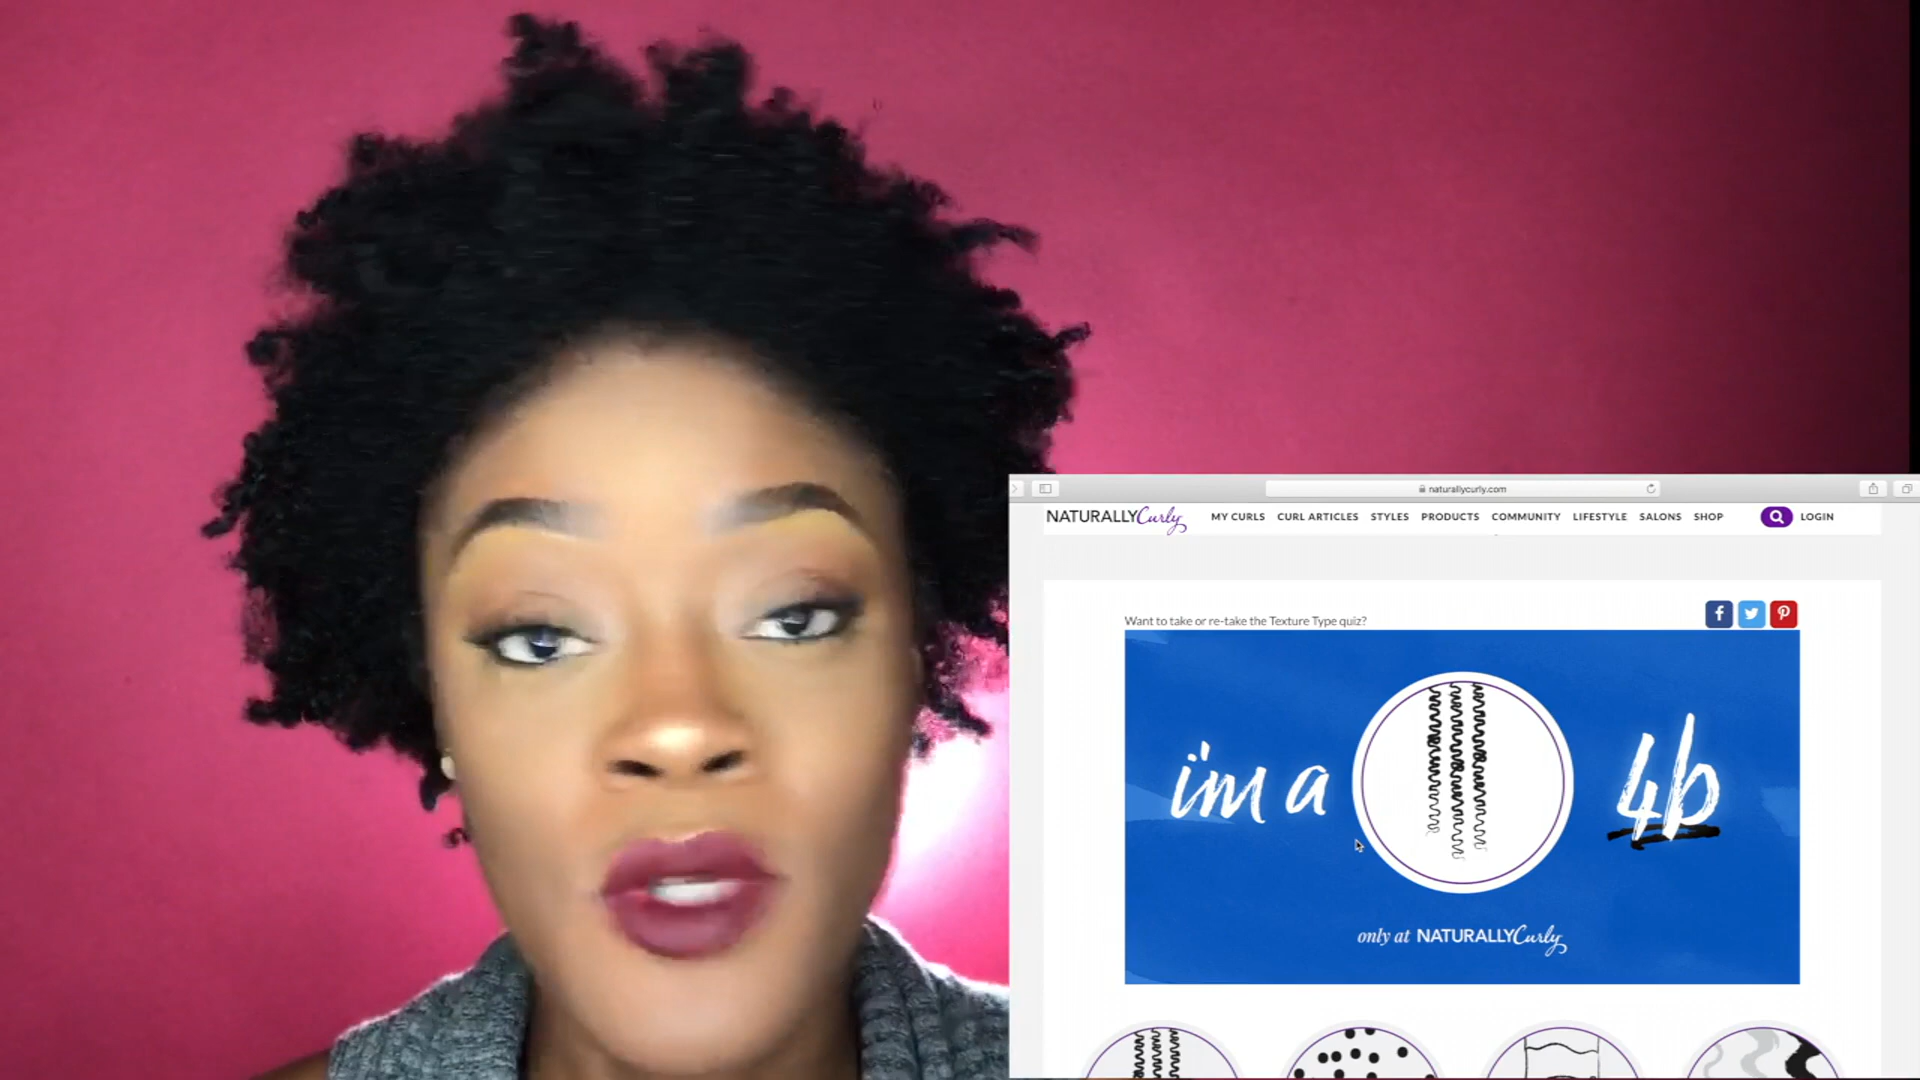 naturallycurly.com
NATURALLYCurly MY CURLS CURL ARTICLES STYLES PRODUCTS COMMUNITY LIFESTYLE SALONS SHOP LOGIN
Want to take or re-take the Texture Type quiz?
i'm a 4b
only at NATURALLYCurly